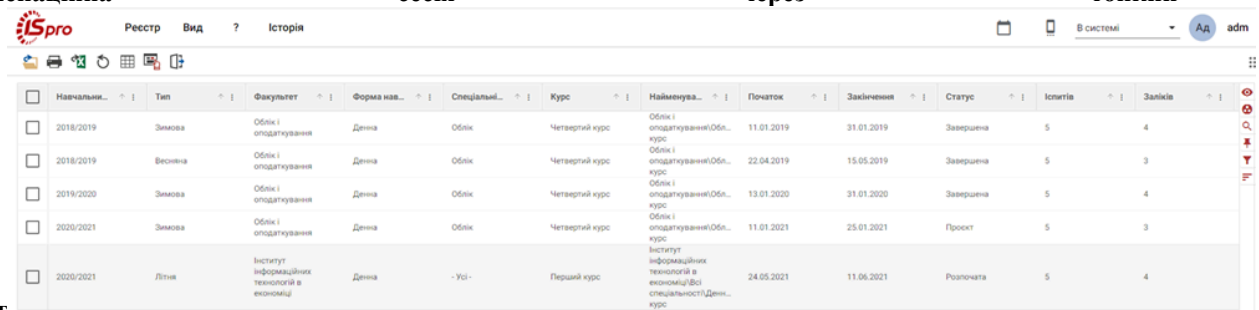 сесії через
ISpro Реєстр Вид ? Історія В системі Ад adm
Навчальни... Тип Факультет Форма нав... Спеціальні... Курс Найменува... Початок Закінчення Статус Іспитів Заліків
2018/2019 Зимова Облік і оподаткування Денна Облік Четвертий курс Облік і оподаткування\Обл... курс 11.01.2019 31.01.2019 Завершена 5 4
2018/2019 Весняна Облік і оподаткування Денна Облік Четвертий курс Облік і оподаткування\Обл... курс 22.04.2019 15.05.2019 Завершена 5 3
2019/2020 Зимова Облік і оподаткування Денна Облік Четвертий курс Облік і оподаткування\Обл... курс 13.01.2020 31.01.2020 Завершена 5 4
2020/2021 Зимова Облік і оподаткування Денна Облік Четвертий курс Облік і оподаткування\Обл... курс 11.01.2021 25.01.2021 Проєкт 5 3
2020/2021 Літня Інститут інформаційних технологій в економіці Денна - Усі - Перший курс Інститут інформаційних технологій в економіці\Всі спеціальності\Денн... курс 24.05.2021 11.06.2021 Розпочата 5 4